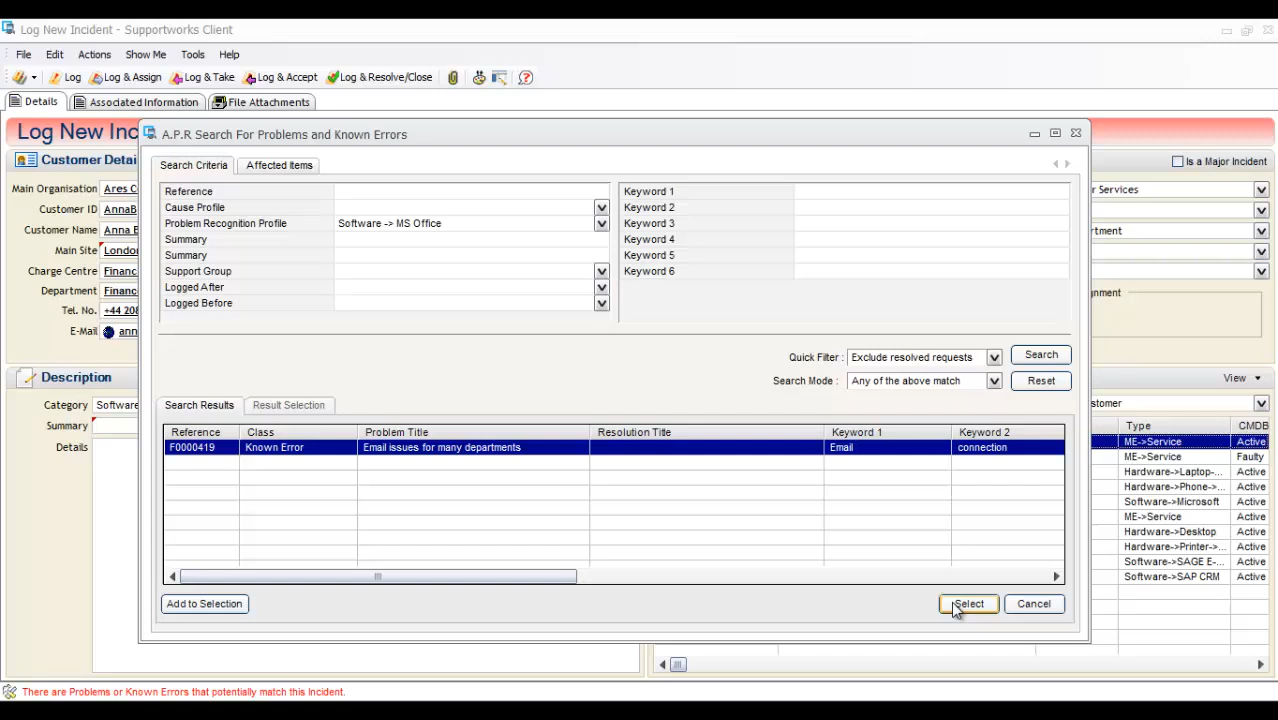 Log New Incident - Supportworks Client
File Edit Actions Show Me Tools Help
Log Log & Assign Log & Take Log & Accept Log & Resolve/Close
Details Associated Information File Attachments
Log New Inc
A.P.R Search For Problems and Known Errors
Customer Detai
Is a Major Incident
Search Criteria Affected Items
Main Organisation Ares C
Reference
Keyword 1
r Services
Customer ID AnnaB
Cause Profile
Keyword 2
Customer Name Anna B
Problem Recognition Profile Software -> MS Office
Keyword 3
rtment
Summary
Keyword 4
Main Site London
Summary
Keyword 5
Charge Centre Financ
Support Group
Keyword 6
Department Financ
Logged After
gnment
Tel. No. +44 208
Logged Before
E-Mail ann
Quick Filter : Exclude resolved requests Search
Description
Search Mode : Any of the above match Reset
View
Category Software
Search Results Result Selection
stomer
Summary
Reference Class Problem Title Resolution Title Keyword 1 Keyword 2
Type CMDB
Details
F0000419 Known Error Email issues for many departments Email connection
ME->Service Active
ME->Service Faulty
Hardware->Laptop-... Active
Hardware->Phone->... Active
Software->Microsoft Active
ME->Service Active
Hardware->Desktop Active
Hardware->Printer->... Active
Software->SAGE E-... Active
Software->SAP CRM Active
Add to Selection Select Cancel
There are Problems or Known Errors that potentially match this Incident.